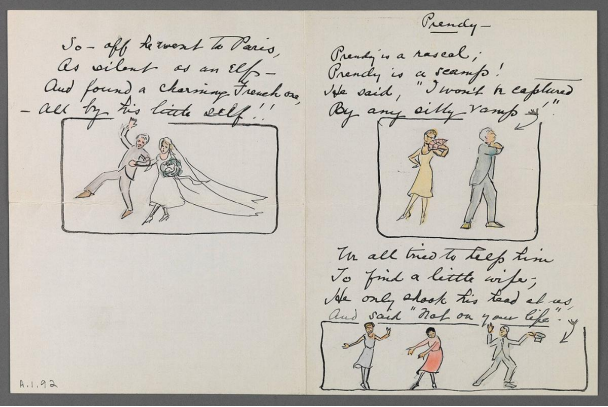 Prendy—
Prendy is a rascal;
Prendy is a scamp!
He said, "I won't be captured
By any silly vamp!"
We all tried to help him
To find a little wife,
He only shook his head at us,
And said "Not on your life".
So – off he went to Paris,
As silent as an elf –
And found a charming French one,
– All by his little self!!
A.1.92